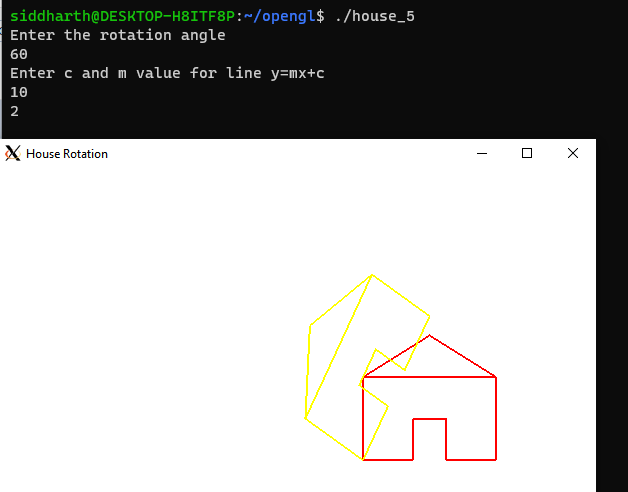 siddharth@DESKTOP-H8ITF8P:~/opengl$ ./house_5
Enter the rotation angle
60
Enter c and m value for line y=mx+c
10
2
House Rotation